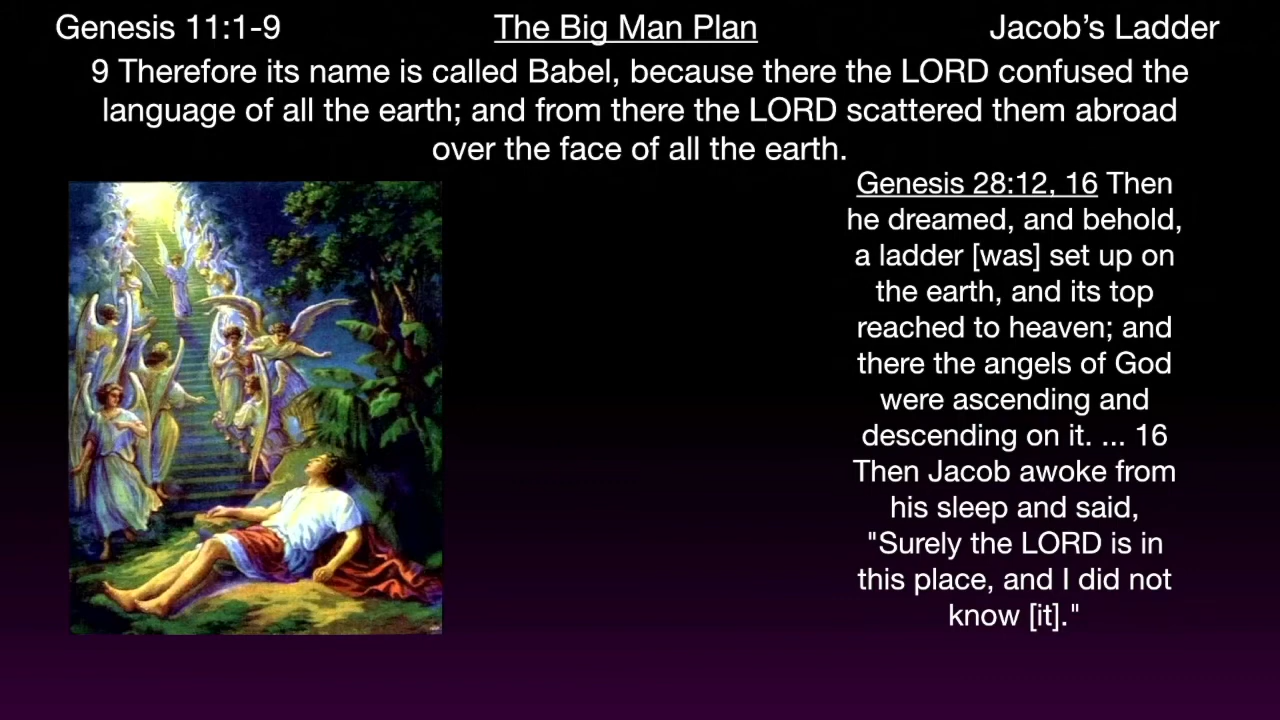 Genesis 11:1-9 The Big Man Plan Jacob’s Ladder
9 Therefore its name is called Babel, because there the LORD confused the
language of all the earth; and from there the LORD scattered them abroad
over the face of all the earth.
Genesis 28:12, 16 Then
he dreamed, and behold,
a ladder [was] set up on
the earth, and its top
reached to heaven; and
there the angels of God
were ascending and
descending on it. ... 16
Then Jacob awoke from
his sleep and said,
"Surely the LORD is in
this place, and I did not
know [it]."